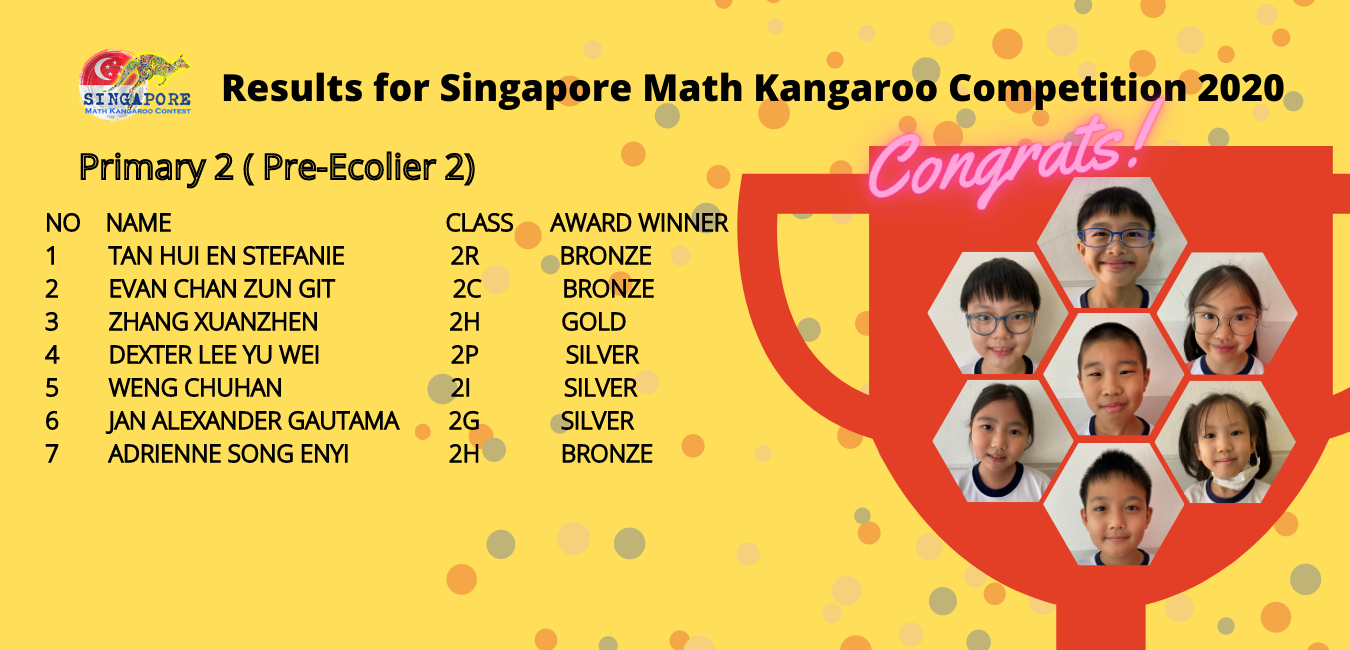 SINGAPORE
MATH KANGAROO CONTEST
Results for Singapore Math Kangaroo Competition 2020
Congrats!
Primary 2 ( Pre-Ecolier 2)
NO NAME CLASS AWARD WINNER
1 TAN HUI EN STEFANIE 2R BRONZE
2 EVAN CHAN ZUN GIT 2C BRONZE
3 ZHANG XUANZHEN 2H GOLD
4 DEXTER LEE YU WEI 2P SILVER
5 WENG CHUHAN 2I SILVER
6 JAN ALEXANDER GAUTAMA 2G SILVER
7 ADRIENNE SONG ENYI 2H BRONZE